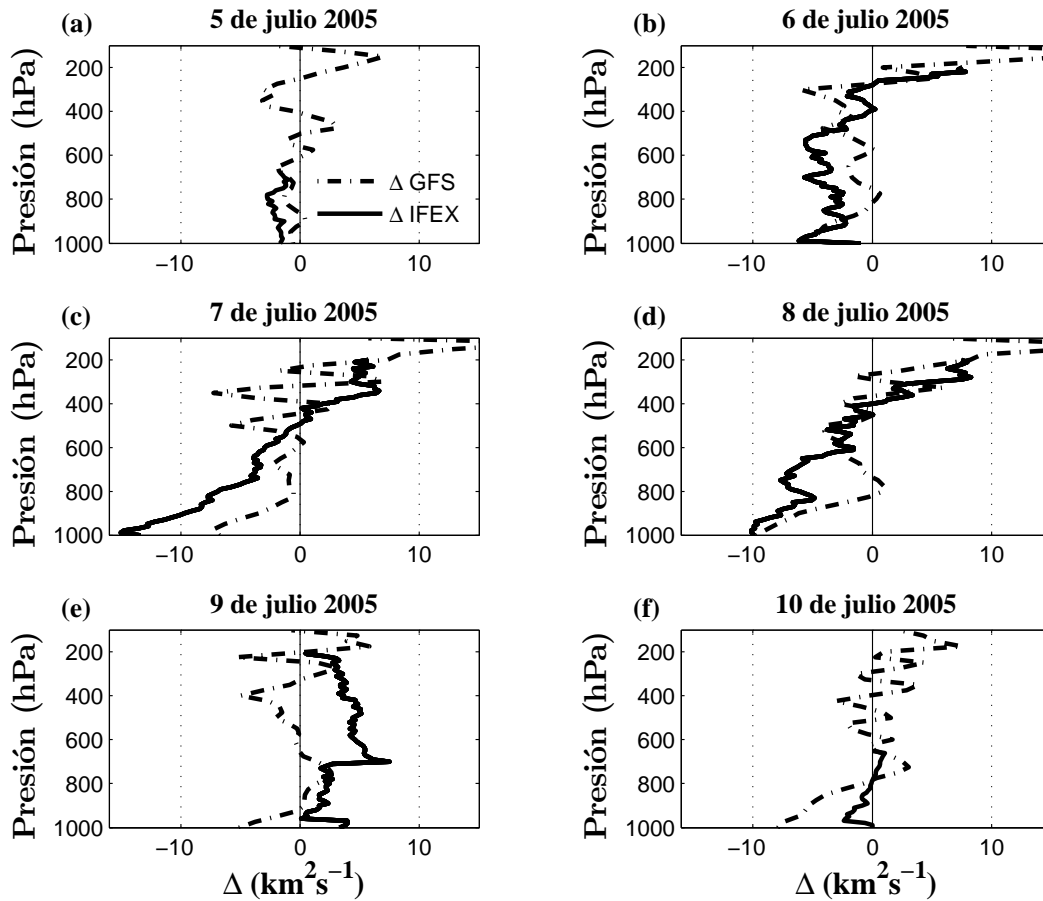 (a) 5 de julio 2005
Presión (hPa)
200
400
600
800
1000
−10 0 10
Δ GFS
Δ IFEX
(b) 6 de julio 2005
Presión (hPa)
200
400
600
800
1000
−10 0 10
(c) 7 de julio 2005
Presión (hPa)
200
400
600
800
1000
−10 0 10
(d) 8 de julio 2005
Presión (hPa)
200
400
600
800
1000
−10 0 10
(e) 9 de julio 2005
Presión (hPa)
200
400
600
800
1000
−10 0 10
Δ (km²s⁻¹)
(f) 10 de julio 2005
Presión (hPa)
200
400
600
800
1000
−10 0 10
Δ (km²s⁻¹)